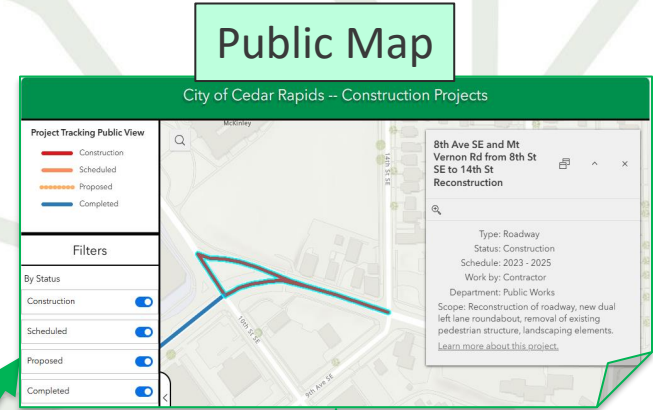 Public Map
City of Cedar Rapids -- Construction Projects
Project Tracking Public View
Construction
Scheduled
Proposed
Completed
Filters
By Status
Construction
Scheduled
Proposed
Completed
McKinley
14th St SE
10th St SE
9th Ave SE
8th Ave SE and Mt
Vernon Rd from 8th St
SE to 14th St
Reconstruction
Type: Roadway
Status: Construction
Schedule: 2023 - 2025
Work by: Contractor
Department: Public Works
Scope: Reconstruction of roadway, new dual
left lane roundabout, removal of existing
pedestrian structure, landscaping elements.
Learn more about this project.